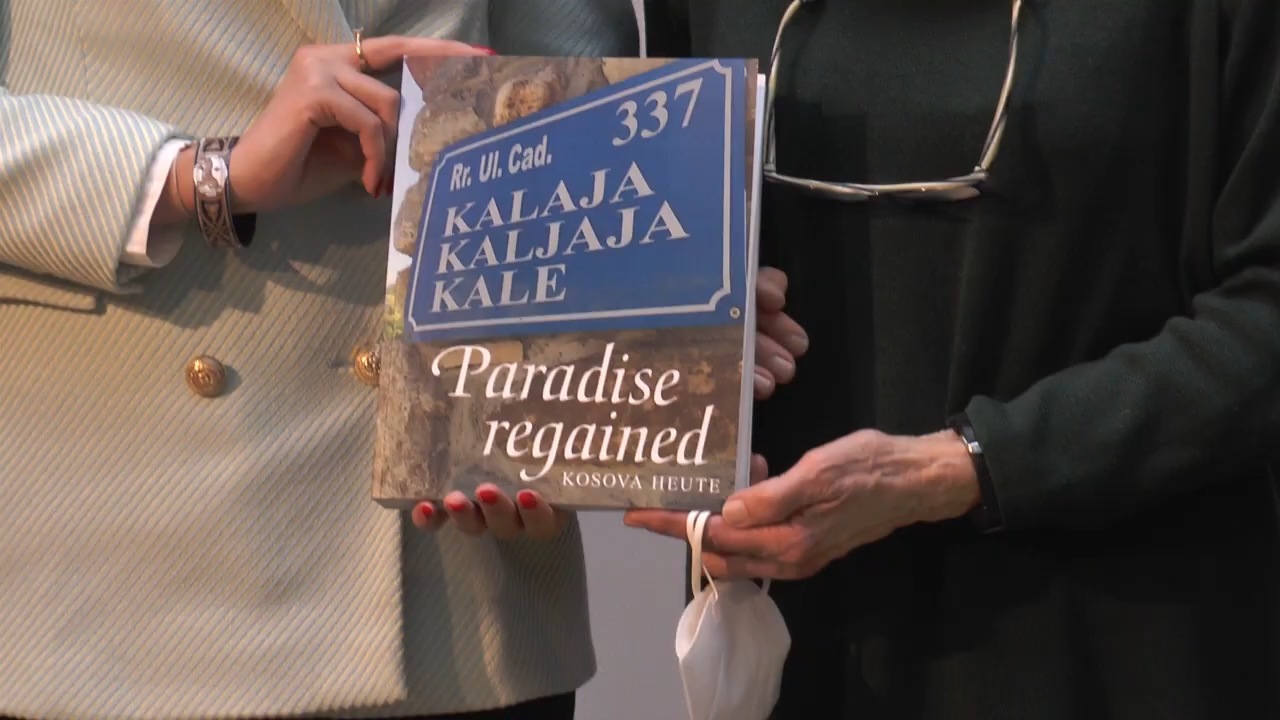 337
Rr. Ul. Cad.
KALAJA
KALJAJA
KALE
Paradise
regained
KOSOVA HEUTE